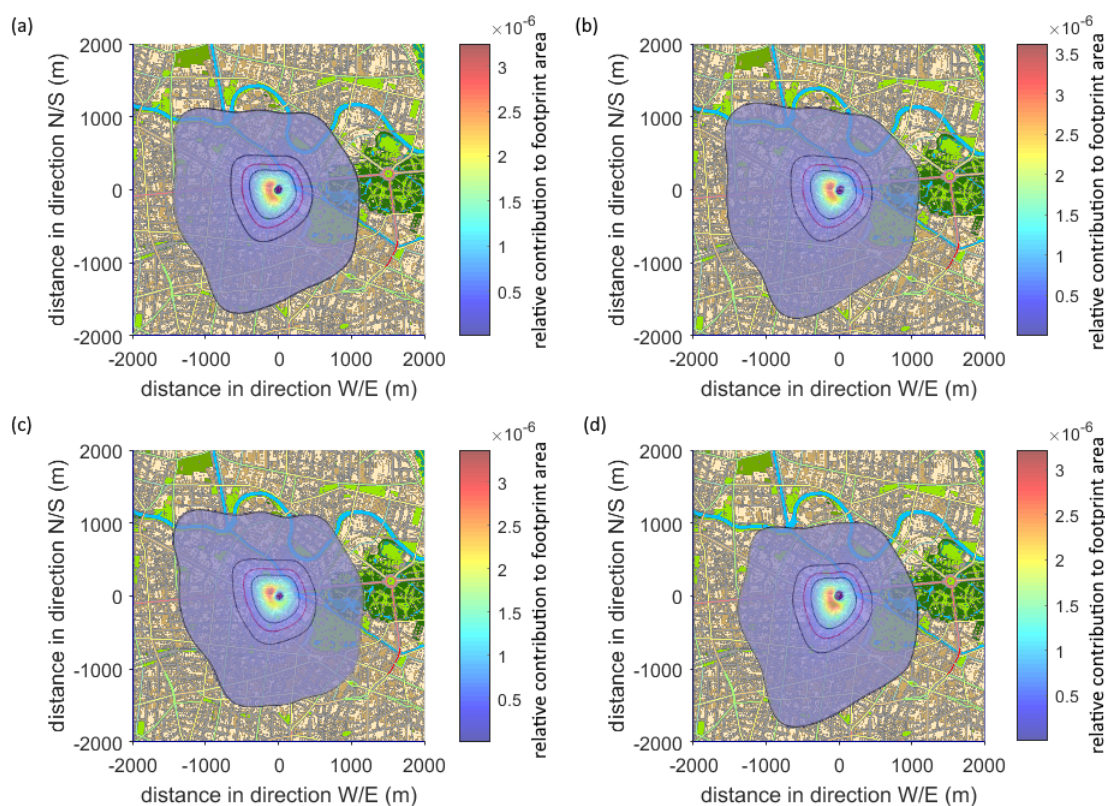 (a)
×10⁻⁶
2000
1000
0
-1000
-2000
distance in direction N/S (m)
-2000 -1000 0 1000 2000
distance in direction W/E (m)
3
2.5
2
1.5
1
0.5
relative contribution to footprint area
(b)
×10⁻⁶
2000
1000
0
-1000
-2000
distance in direction N/S (m)
-2000 -1000 0 1000 2000
distance in direction W/E (m)
3.5
3
2.5
2
1.5
1
0.5
relative contribution to footprint area
(c)
×10⁻⁶
2000
1000
0
-1000
-2000
distance in direction N/S (m)
-2000 -1000 0 1000 2000
distance in direction W/E (m)
3
2.5
2
1.5
1
0.5
relative contribution to footprint area
(d)
×10⁻⁶
2000
1000
0
-1000
-2000
distance in direction N/S (m)
-2000 -1000 0 1000 2000
distance in direction W/E (m)
3
2.5
2
1.5
1
0.5
relative contribution to footprint area